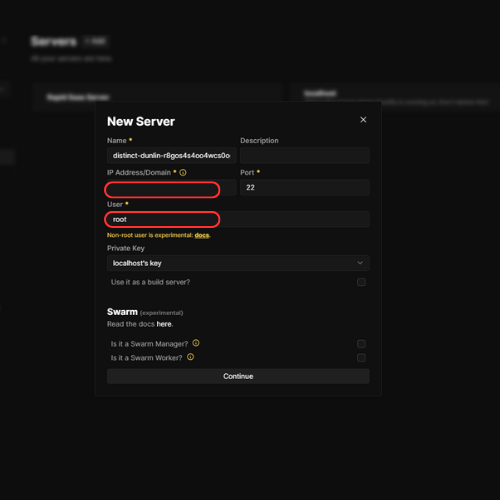 Servers + Add
All your servers are here.
Rapid Saas Server
localhost
New Server
Name *
Description
distinct-dunlin-r8gos4s4oo4wcs0o
IP Address/Domain *
Port *
22
User *
root
Non-root user is experimental: docs.
Private Key
localhost's key
Use it as a build server?
Swarm (experimental)
Read the docs here.
Is it a Swarm Manager?
Is it a Swarm Worker?
Continue